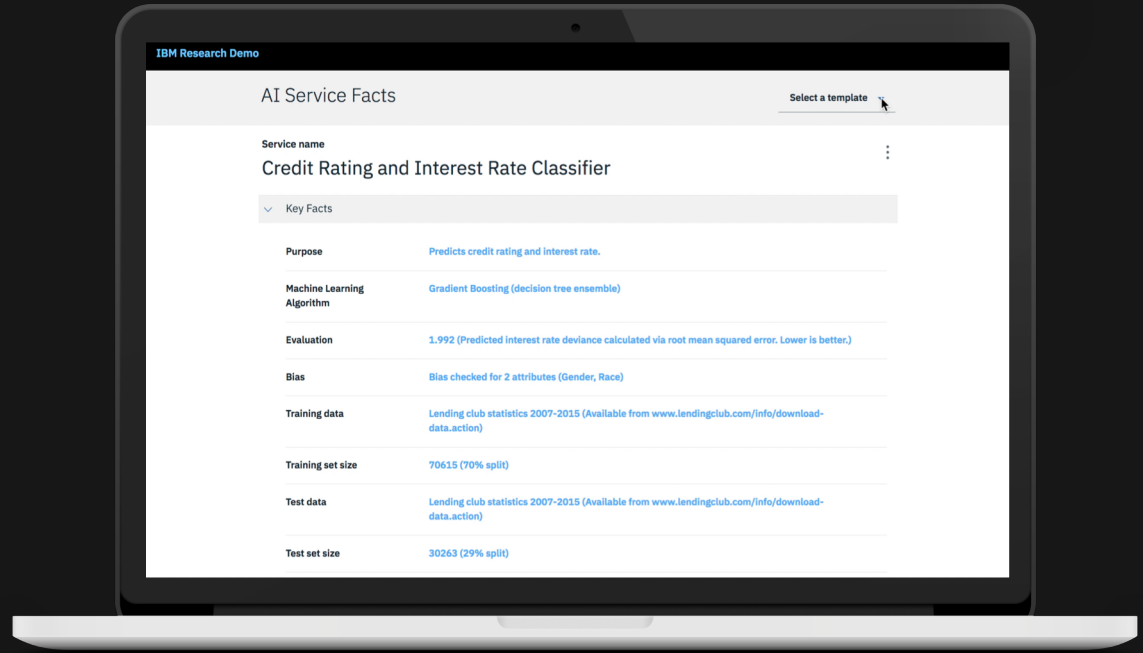 IBM Research Demo
AI Service Facts
Select a template
Service name
Credit Rating and Interest Rate Classifier
Key Facts
Purpose
Predicts credit rating and interest rate.
Machine Learning
Algorithm
Gradient Boosting (decision tree ensemble)
Evaluation
1.992 (Predicted interest rate deviance calculated via root mean squared error. Lower is better.)
Bias
Bias checked for 2 attributes (Gender, Race)
Training data
Lending club statistics 2007-2015 (Available from www.lendingclub.com/info/download-
data.action)
Training set size
70615 (70% split)
Test data
Lending club statistics 2007-2015 (Available from www.lendingclub.com/info/download-
data.action)
Test set size
30263 (29% split)